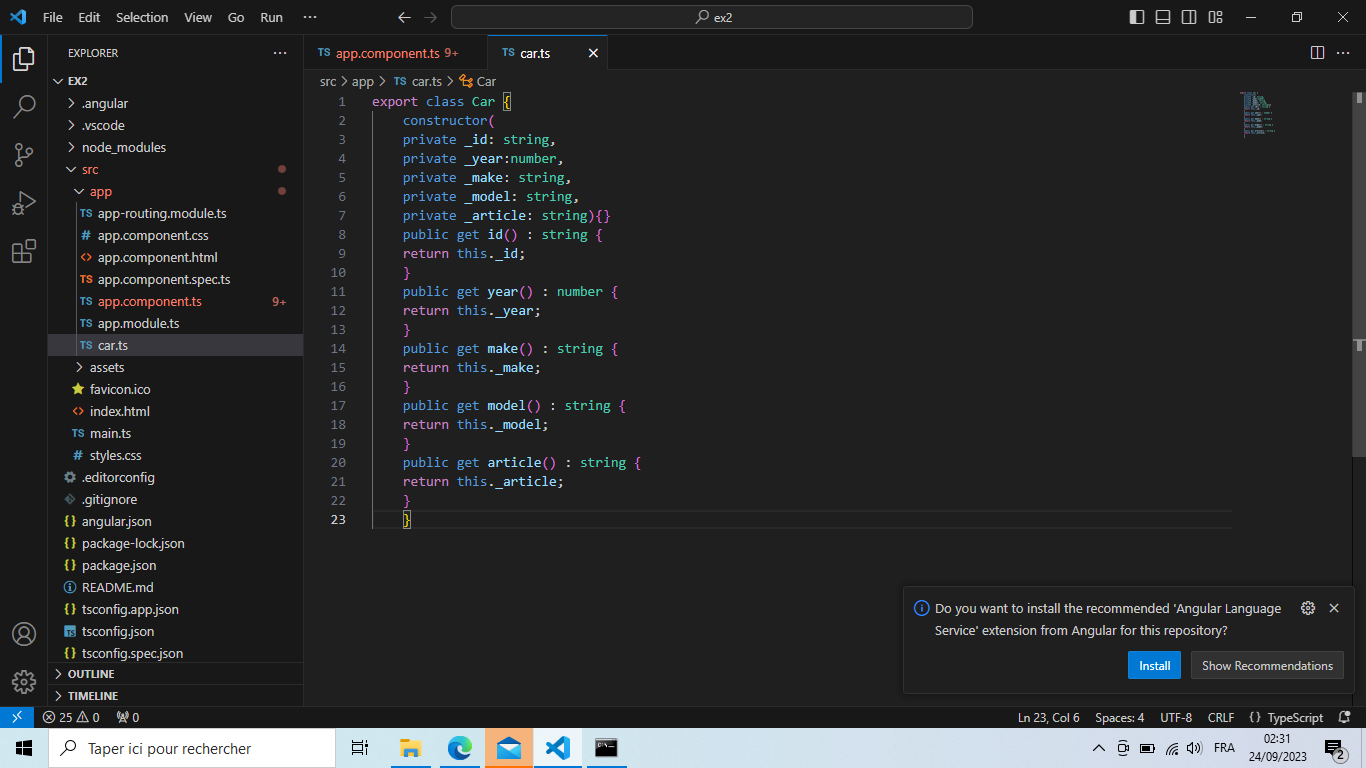 File Edit Selection View Go Run ··· ex2
EXPLORER ···
EX2
.angular
.vscode
node_modules
src
app
TS app-routing.module.ts
# app.component.css
<> app.component.html
TS app.component.spec.ts
TS app.component.ts 9+
TS app.module.ts
TS car.ts
assets
favicon.ico
<> index.html
TS main.ts
# styles.css
.editorconfig
.gitignore
{} angular.json
{} package-lock.json
{} package.json
README.md
{} tsconfig.app.json
TS tsconfig.json
{} tsconfig.spec.json
OUTLINE
TIMELINE
TS app.component.ts 9+ TS car.ts
src > app > TS car.ts > Car
1 export class Car {
2 constructor(
3 private _id: string,
4 private _year:number,
5 private _make: string,
6 private _model: string,
7 private _article: string){}
8 public get id() : string {
9 return this._id;
10 }
11 public get year() : number {
12 return this._year;
13 }
14 public get make() : string {
15 return this._make;
16 }
17 public get model() : string {
18 return this._model;
19 }
20 public get article() : string {
21 return this._article;
22 }
23 }
Do you want to install the recommended 'Angular Language
Service' extension from Angular for this repository?
Install Show Recommendations
25 0 0 Ln 23, Col 6 Spaces: 4 UTF-8 CRLF {} TypeScript
Taper ici pour rechercher FRA 02:31
24/09/2023 2